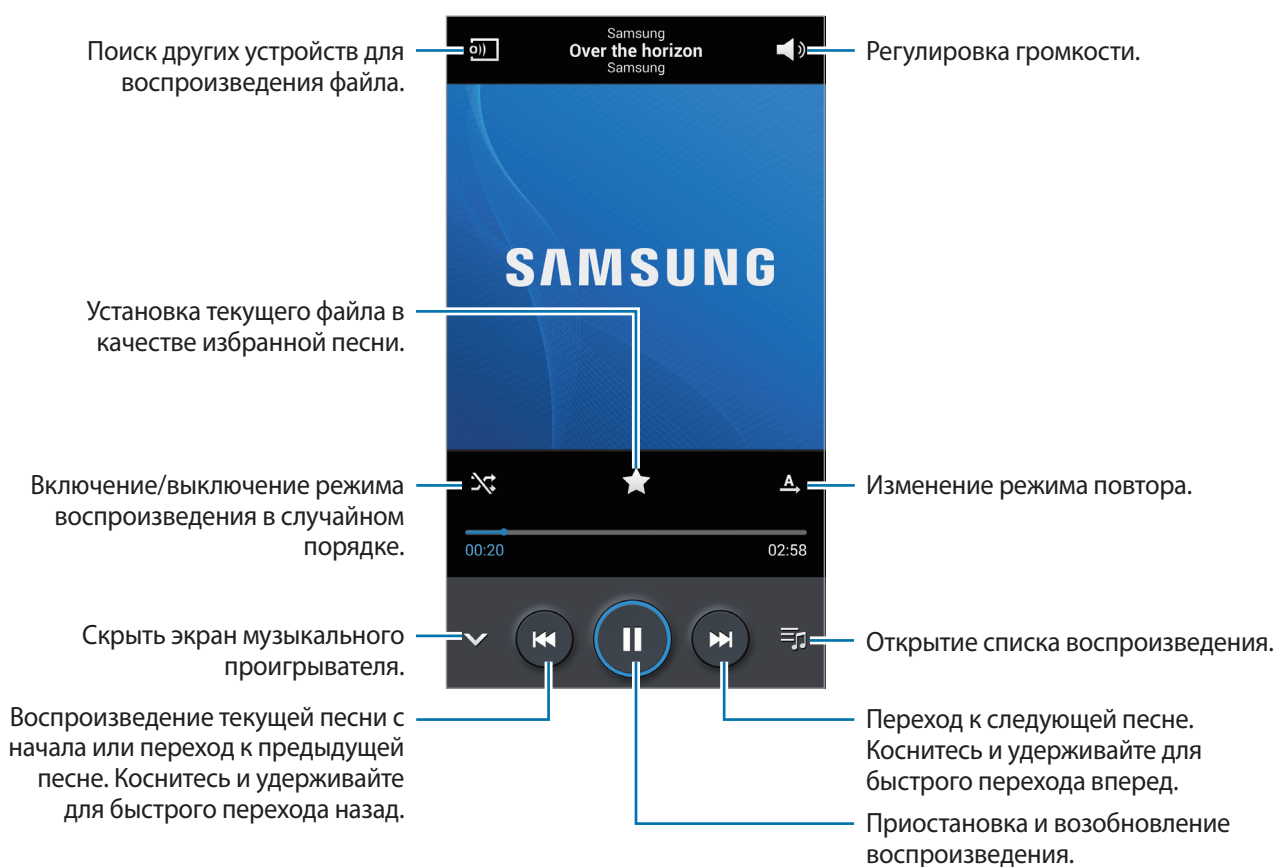 Поиск других устройств для
воспроизведения файла.
Samsung
Over the horizon
Samsung
Регулировка громкости.
SAMSUNG
Установка текущего файла в
качестве избранной песни.
Включение/выключение режима
воспроизведения в случайном
порядке.
A
Изменение режима повтора.
00:20
02:58
Скрыть экран музыкального
проигрывателя.
Открытие списка воспроизведения.
Воспроизведение текущей песни с
начала или переход к предыдущей
песне. Коснитесь и удерживайте
для быстрого перехода назад.
Переход к следующей песне.
Коснитесь и удерживайте для
быстрого перехода вперед.
Приостановка и возобновление
воспроизведения.